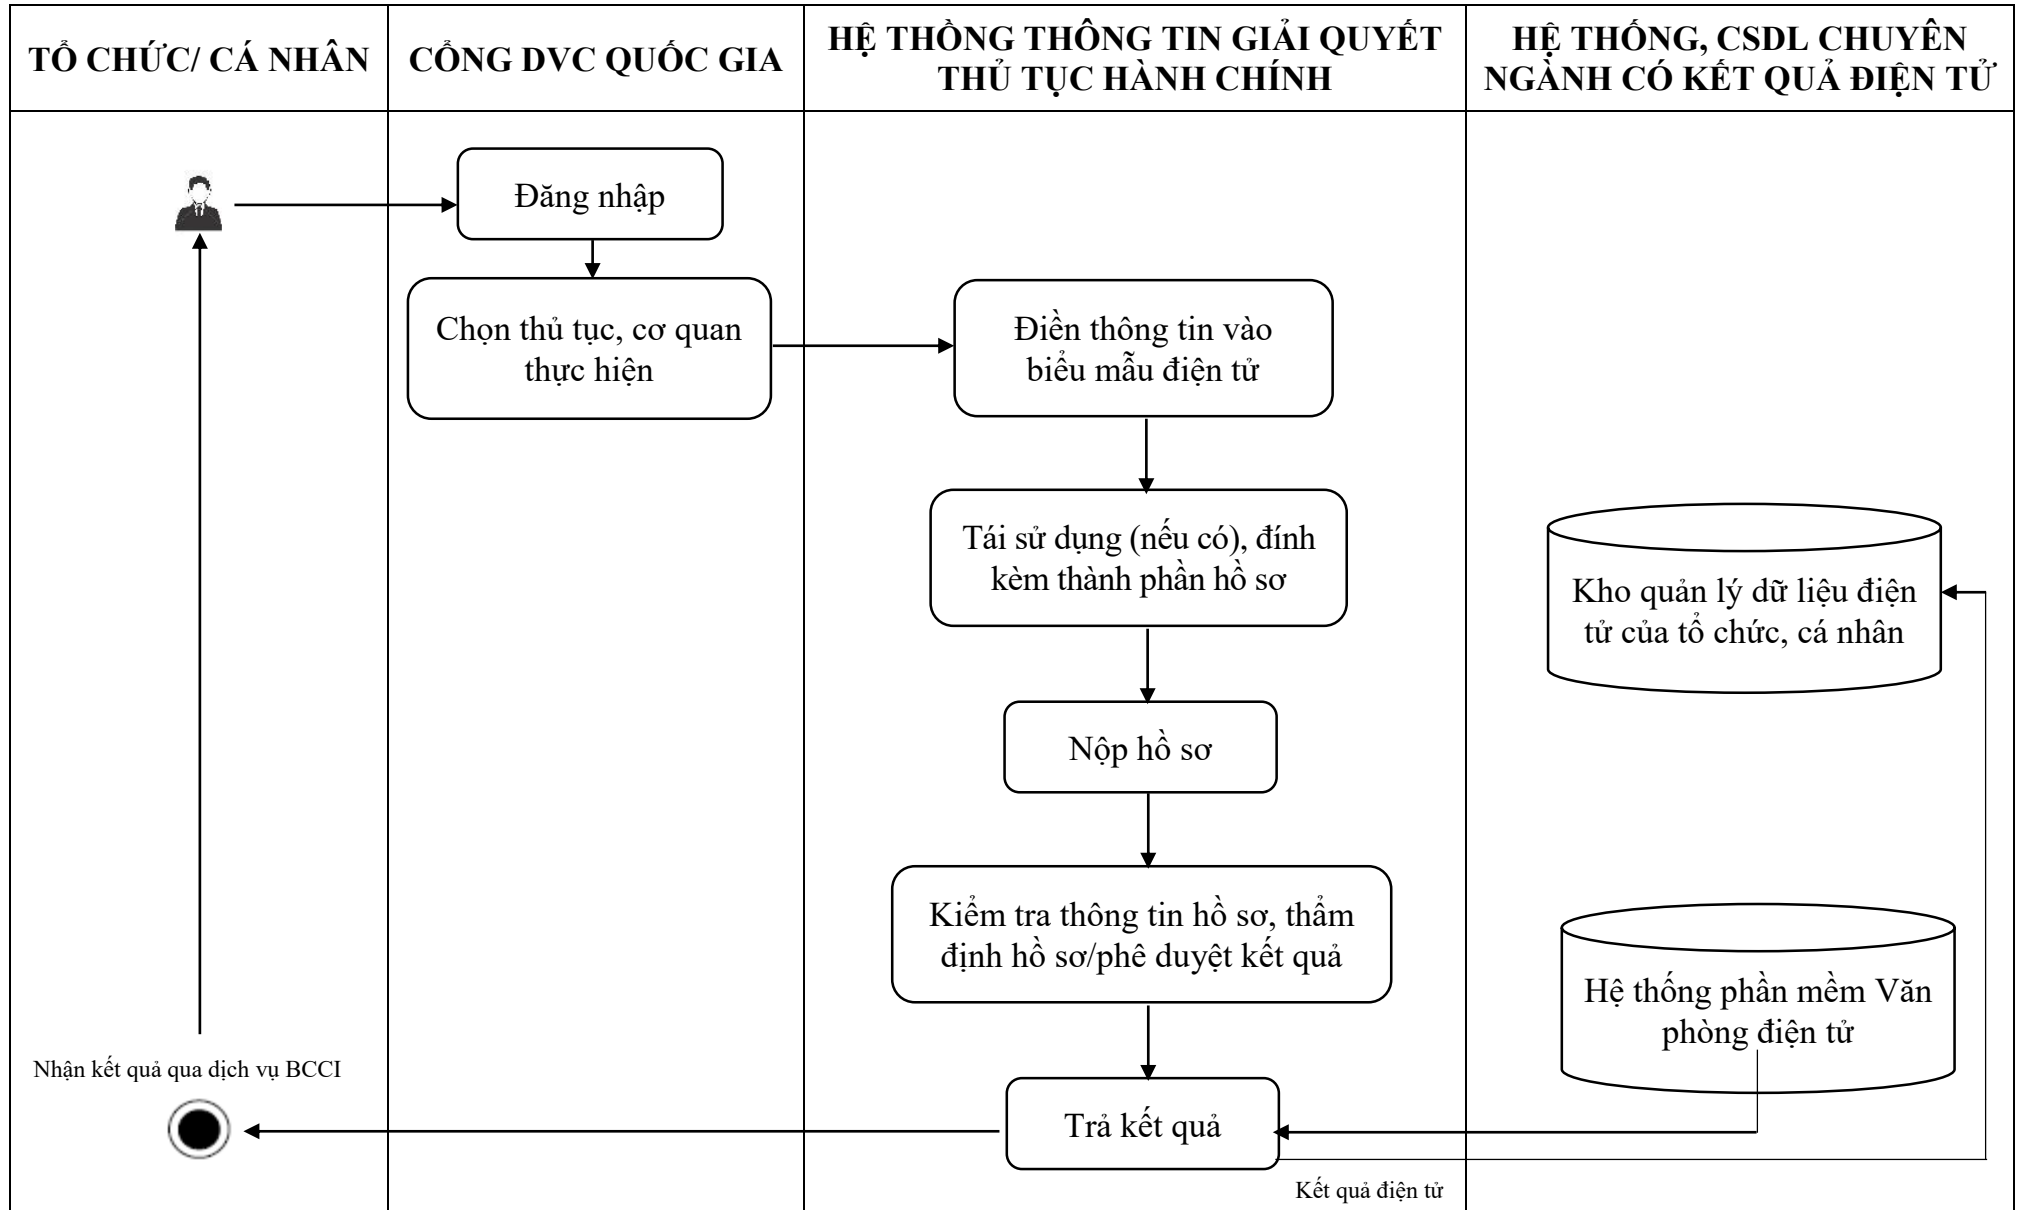 TỔ CHỨC/ CÁ NHÂN
CỔNG DVC QUỐC GIA
HỆ THỒNG THÔNG TIN GIẢI QUYẾT
THỦ TỤC HÀNH CHÍNH
HỆ THỐNG, CSDL CHUYÊN
NGÀNH CÓ KẾT QUẢ ĐIỆN TỬ
Đăng nhập
Chọn thủ tục, cơ quan
thực hiện
Điền thông tin vào
biểu mẫu điện tử
Tái sử dụng (nếu có), đính
kèm thành phần hồ sơ
Kho quản lý dữ liệu điện
tử của tổ chức, cá nhân
Nộp hồ sơ
Kiểm tra thông tin hồ sơ, thẩm
định hồ sơ/phê duyệt kết quả
Hệ thống phần mềm Văn
phòng điện tử
Nhận kết quả qua dịch vụ BCCI
Trả kết quả
Kết quả điện tử